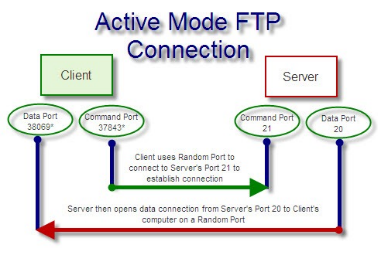 Active Mode FTP
Connection
Client
Server
Data Port
38069*
Command Port
37843*
Command Port
21
Data Port
20
Client uses Random Port to
connect to Server's Port 21 to
establish connection
Server then opens data connection from Server's Port 20 to Client's
computer on a Random Port